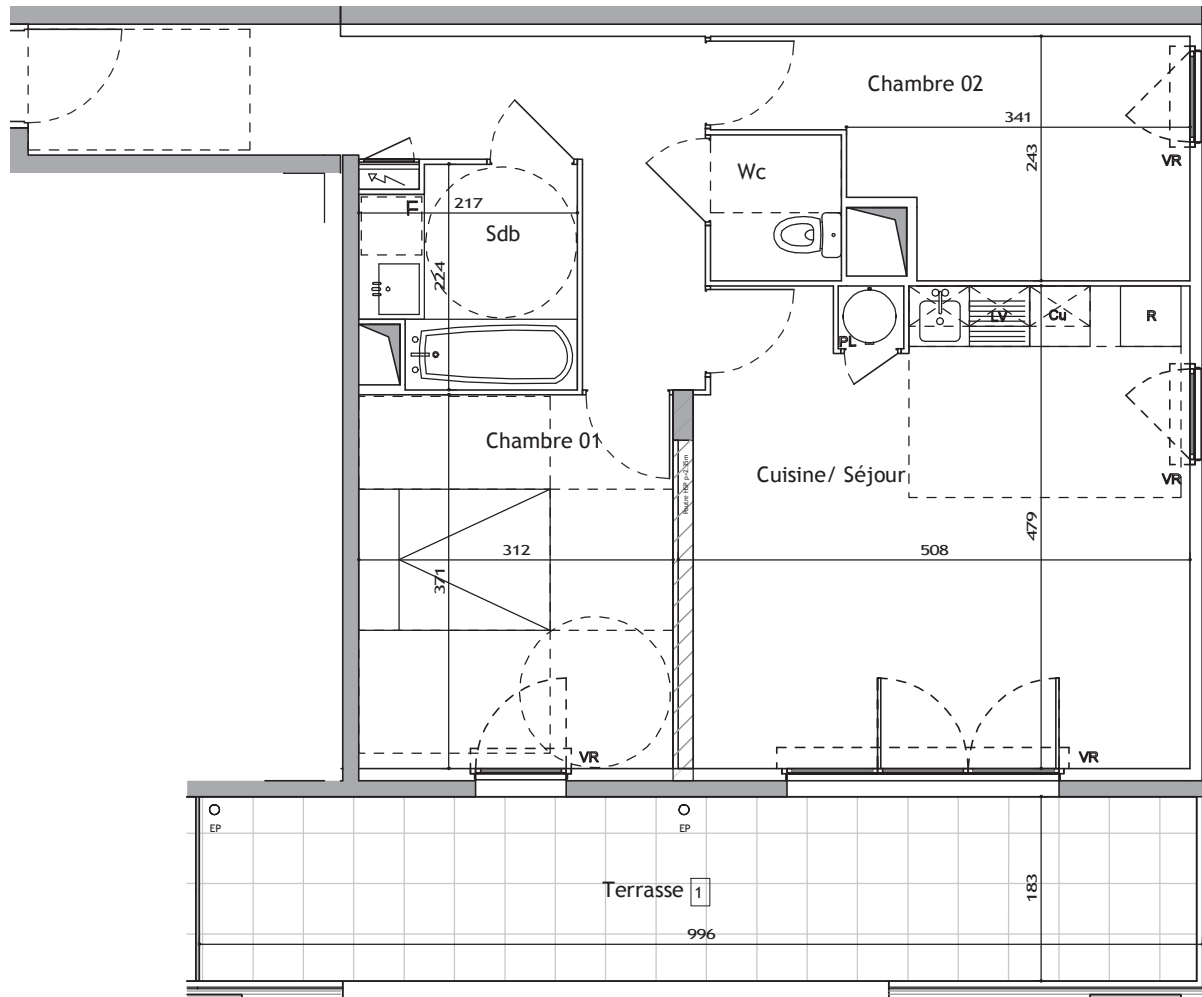 Chambre 02
341
243
VR
Wc
217
Sdb
224
PL
LV
Cu
R
Chambre 01
Cuisine/ Séjour
VR
479
312
508
371
VR
VR
EP
EP
Terrasse 1
183
996